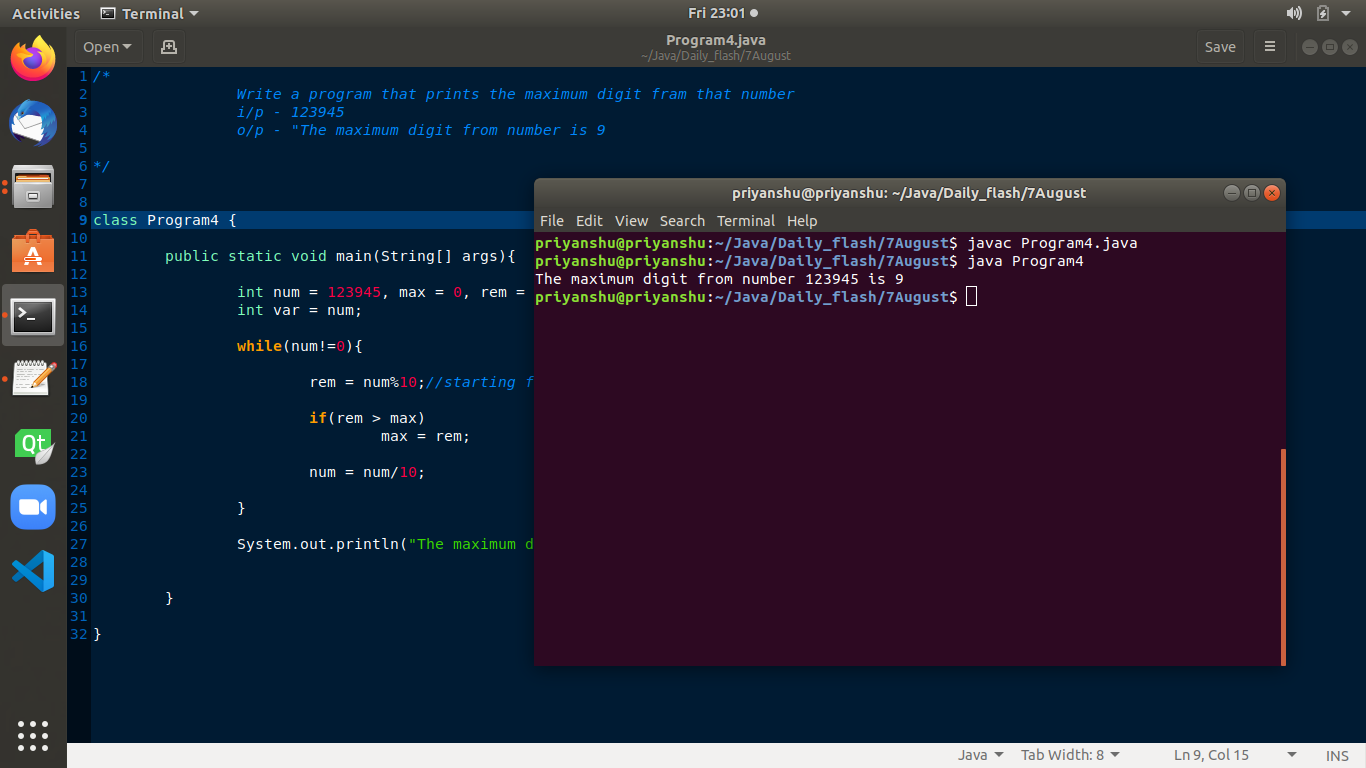 Activities Terminal Fri 23:01
Open Program4.java Save
~/Java/Daily_flash/7August
1 /*
2 Write a program that prints the maximum digit fram that number
3 i/p - 123945
4 o/p - "The maximum digit from number is 9
5
6 */
7
8
9 class Program4 {
10
11 public static void main(String[] args){
12
13 int num = 123945, max = 0, rem =
14 int var = num;
15
16 while(num!=0){
17
18 rem = num%10;//starting f
19
20 if(rem > max)
21 max = rem;
22
23 num = num/10;
24
25 }
26
27 System.out.println("The maximum d
28
29
30 }
31
32 }
priyanshu@priyanshu: ~/Java/Daily_flash/7August
File Edit View Search Terminal Help
priyanshu@priyanshu:~/Java/Daily_flash/7August$ javac Program4.java
priyanshu@priyanshu:~/Java/Daily_flash/7August$ java Program4
The maximum digit from number 123945 is 9
priyanshu@priyanshu:~/Java/Daily_flash/7August$
Qt
Java Tab Width: 8 Ln 9, Col 15 INS